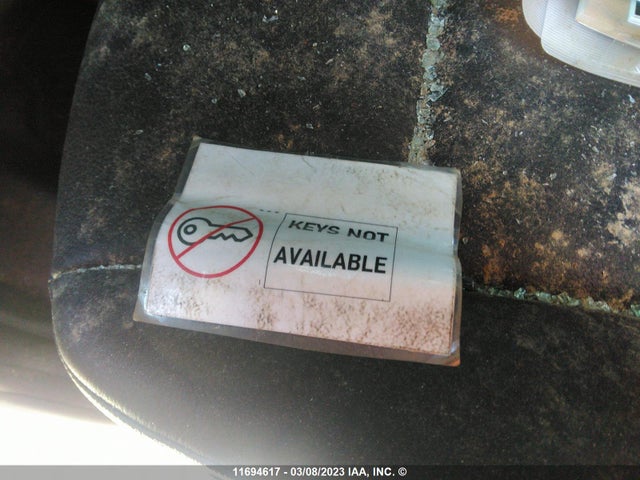 KEYS NOT
AVAILABLE
11694617 - 03/08/2023 IAA, INC. ©